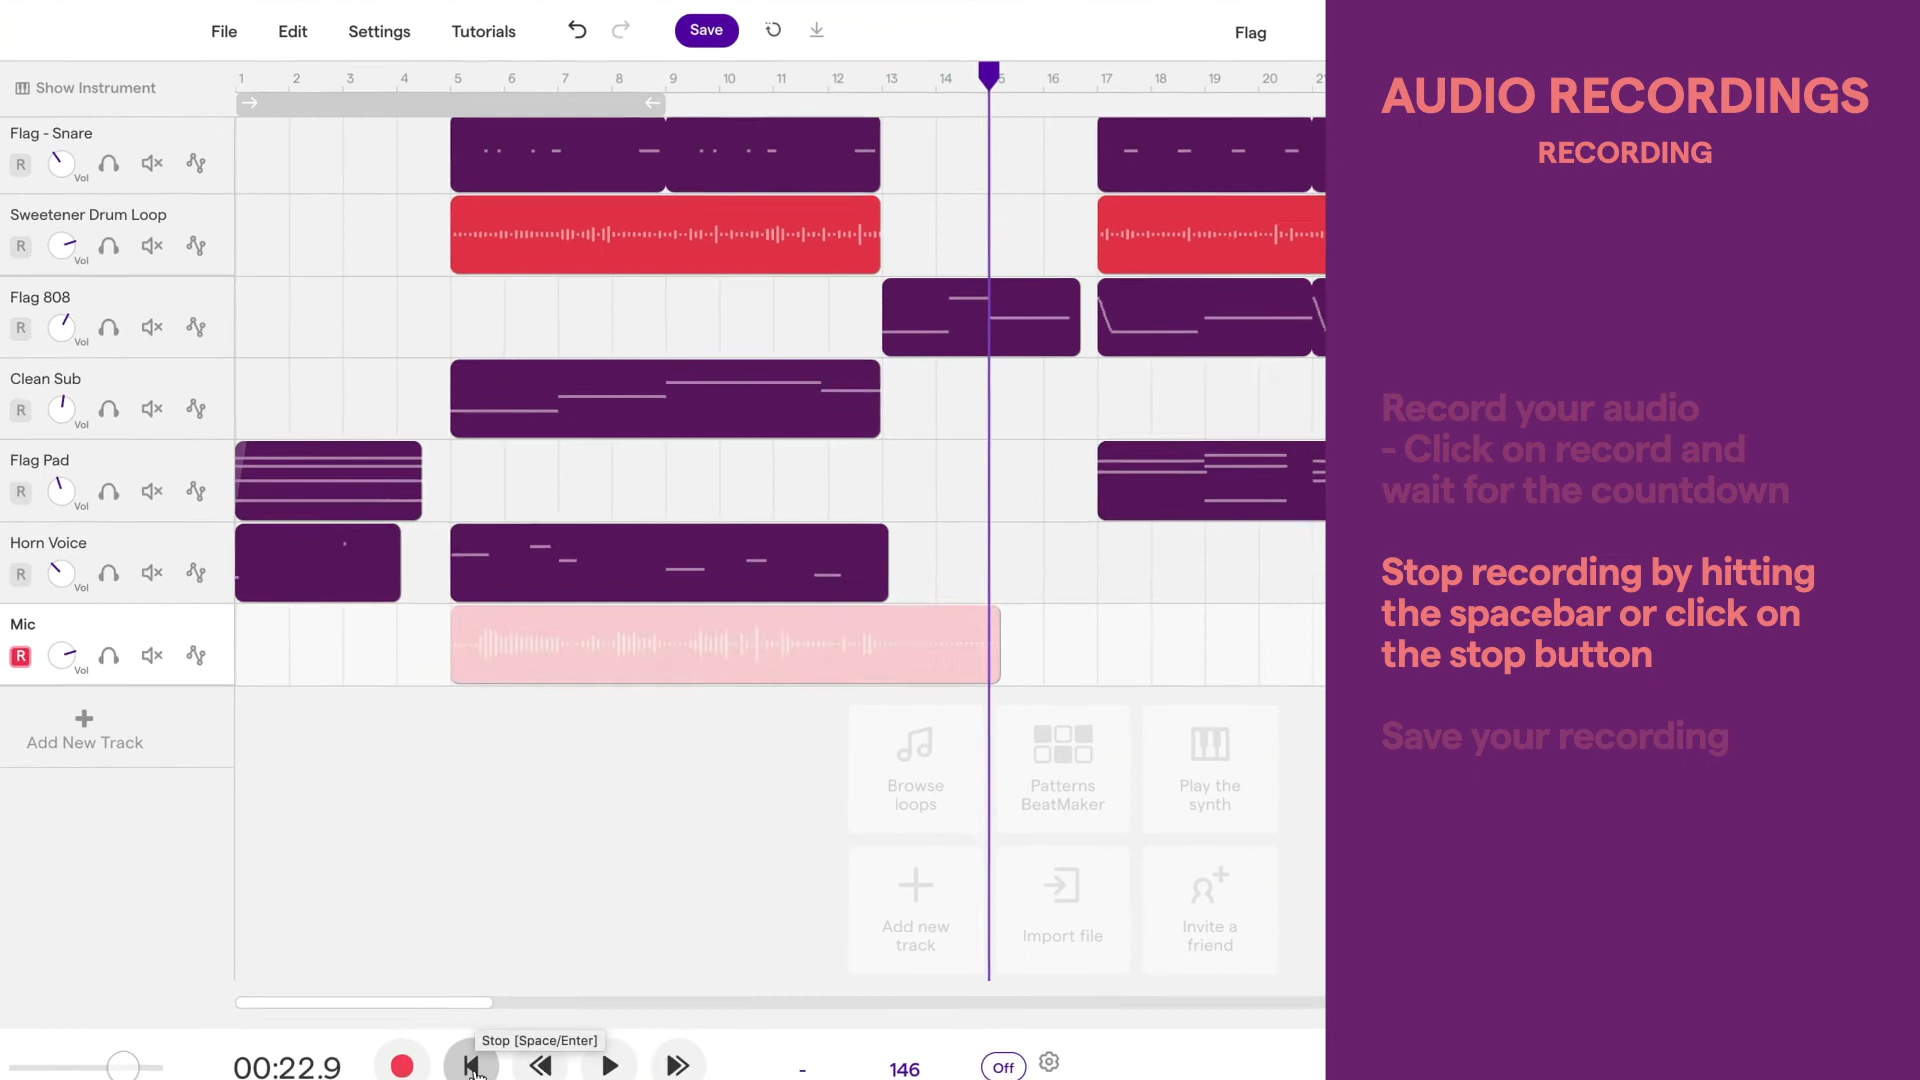 File Edit Settings Tutorials Save Flag
Show Instrument
1 2 3 4 5 6 7 8 9 10 11 12 13 14 5 16 17 18 19 20
Flag - Snare
R Vol
Sweetener Drum Loop
R Vol
Flag 808
R Vol
Clean Sub
R Vol
Flag Pad
R Vol
Horn Voice
R Vol
Mic
R Vol
Add New Track
Browse
loops
Patterns
BeatMaker
Play the
synth
Add new
track
Import file
Invite a
friend
Stop [Space/Enter]
00:22.9
- 146 Off
AUDIO RECORDINGS
RECORDING
Record your audio
- Click on record and
wait for the countdown
Stop recording by hitting
the spacebar or click on
the stop button
Save your recording